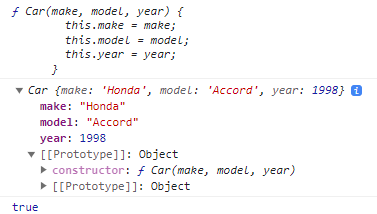 ƒ Car(make, model, year) {
        this.make = make;
        this.model = model;
        this.year = year;
      }
▼ Car {make: 'Honda', model: 'Accord', year: 1998} i
    make: "Honda"
    model: "Accord"
    year: 1998
  ▼ [[Prototype]]: Object
    ▶ constructor: ƒ Car(make, model, year)
    ▶ [[Prototype]]: Object
true